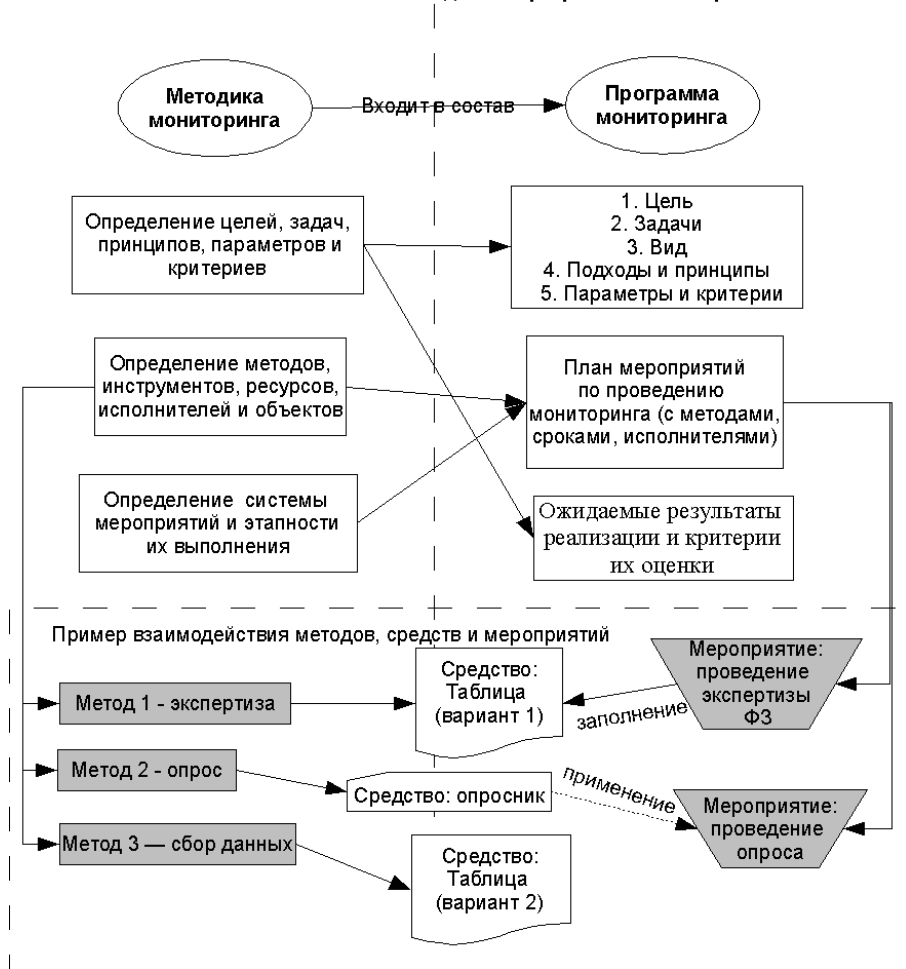 Методика
мониторинга
Входит в состав
Программа
мониторинга
Определение целей, задач,
принципов, параметров и
критериев
1. Цель
2. Задачи
3. Вид
4. Подходы и принципы
5. Параметры и критерии
Определение методов,
инструментов, ресурсов,
исполнителей и объектов
План мероприятий
по проведению
мониторинга (с методами,
сроками, исполнителями)
Определение системы
мероприятий и этапности
их выполнения
Ожидаемые результаты
реализации и критерии
их оценки
Пример взаимодействия методов, средств и мероприятий
Метод 1 - экспертиза
Средство:
Таблица
(вариант 1)
заполнение
Мероприятие:
проведение
экспертизы
ФЗ
Метод 2 - опрос
Средство: опросник
применение
Мероприятие:
проведение
опроса
Метод 3 — сбор данных
Средство:
Таблица
(вариант 2)